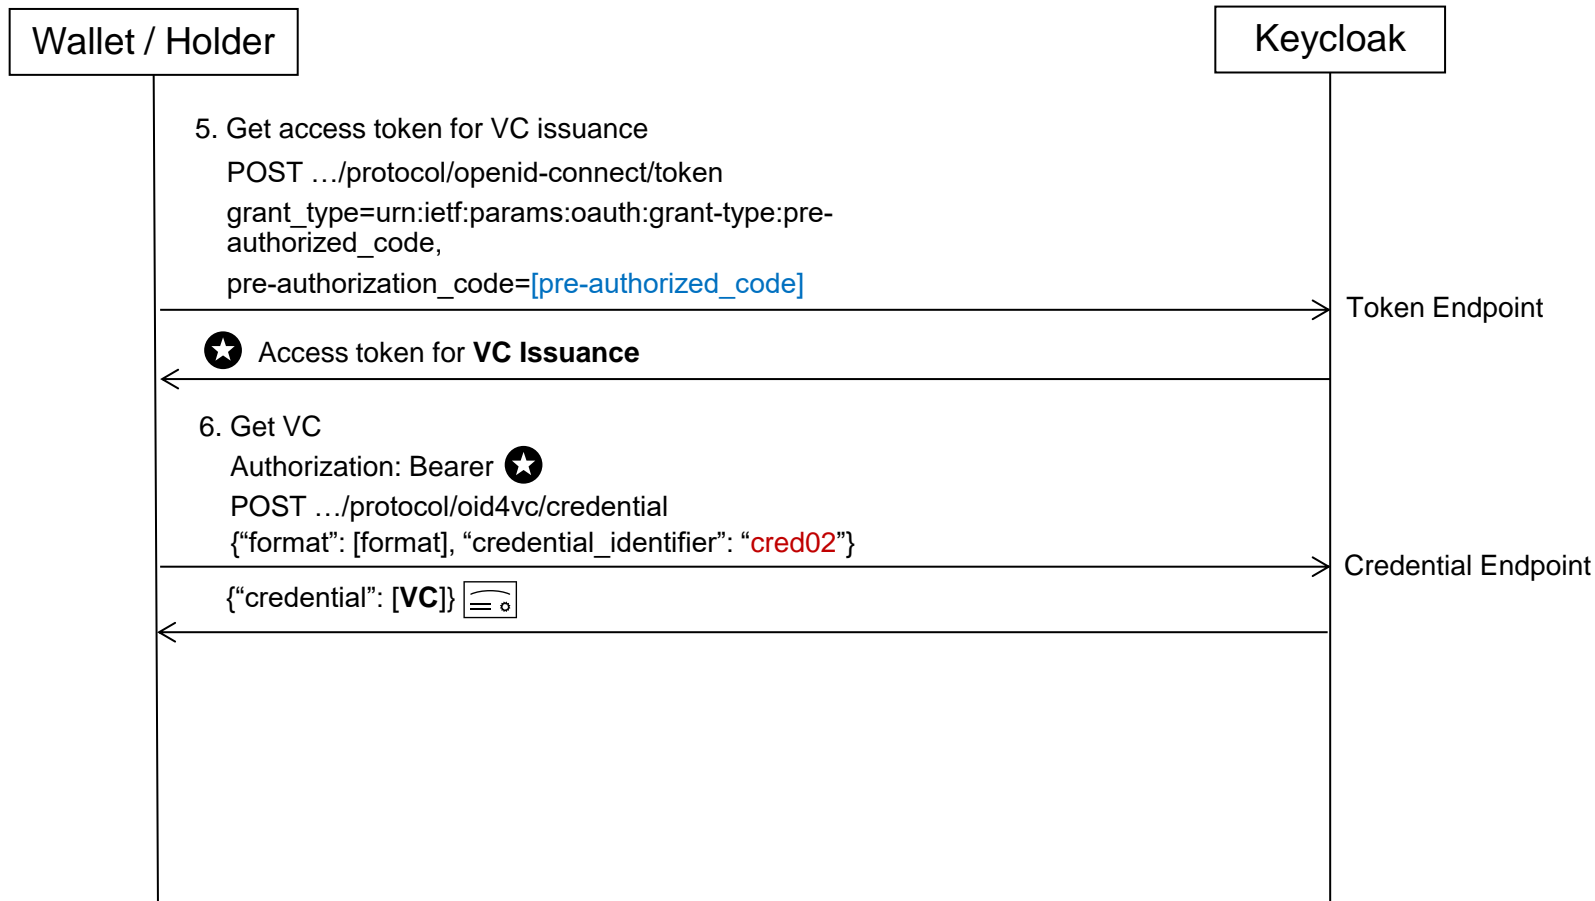 Wallet / Holder
Keycloak
5. Get access token for VC issuance
POST …/protocol/openid-connect/token
grant_type=urn:ietf:params:oauth:grant-type:pre-
authorized_code,
pre-authorization_code=[pre-authorized_code]
Token Endpoint
Access token for VC Issuance
6. Get VC
Authorization: Bearer
POST …/protocol/oid4vc/credential
{“format”: [format], “credential_identifier”: “cred02”}
Credential Endpoint
{“credential”: [VC]}